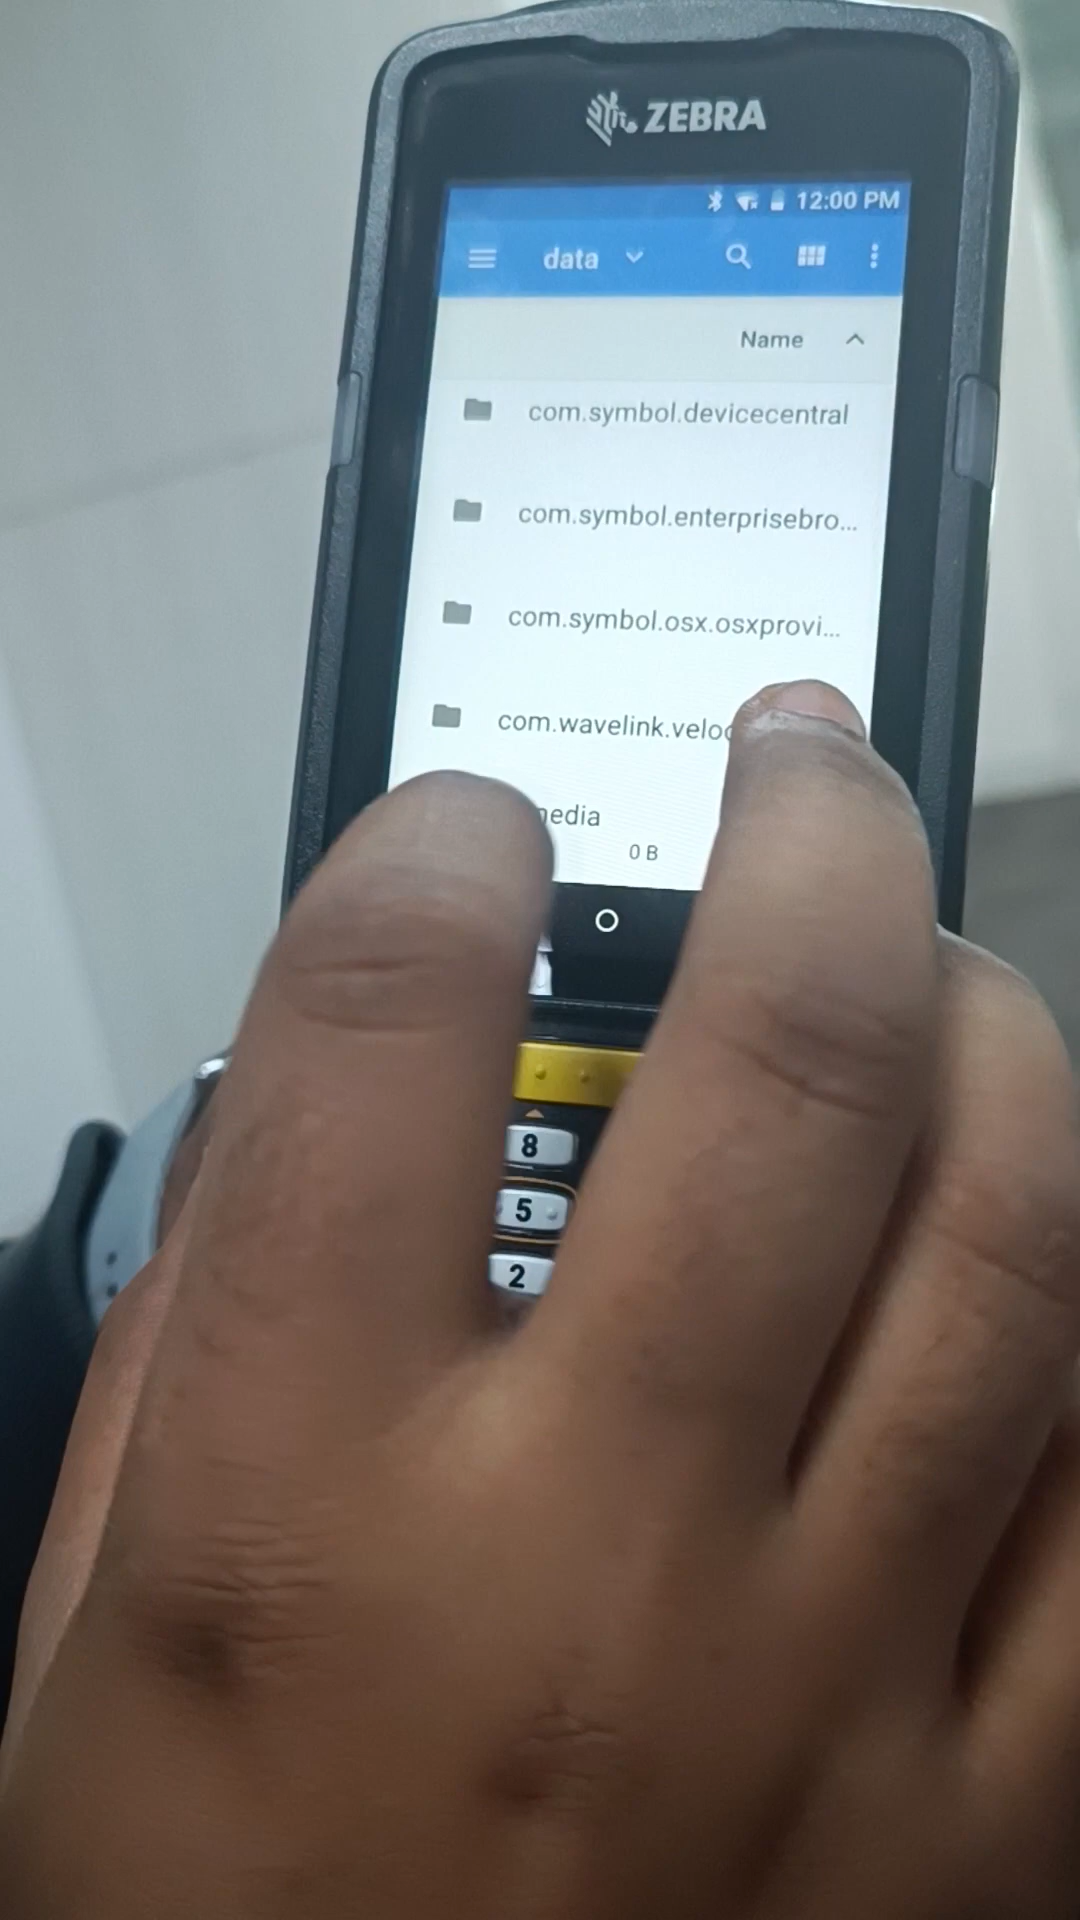 ZEBRA
12:00 PM
data
Name
com.symbol.devicecentral
com.symbol.enterprisebro...
com.symbol.osx.osxprovi...
com.wavelink.veloc
media
0 B
8
5
2